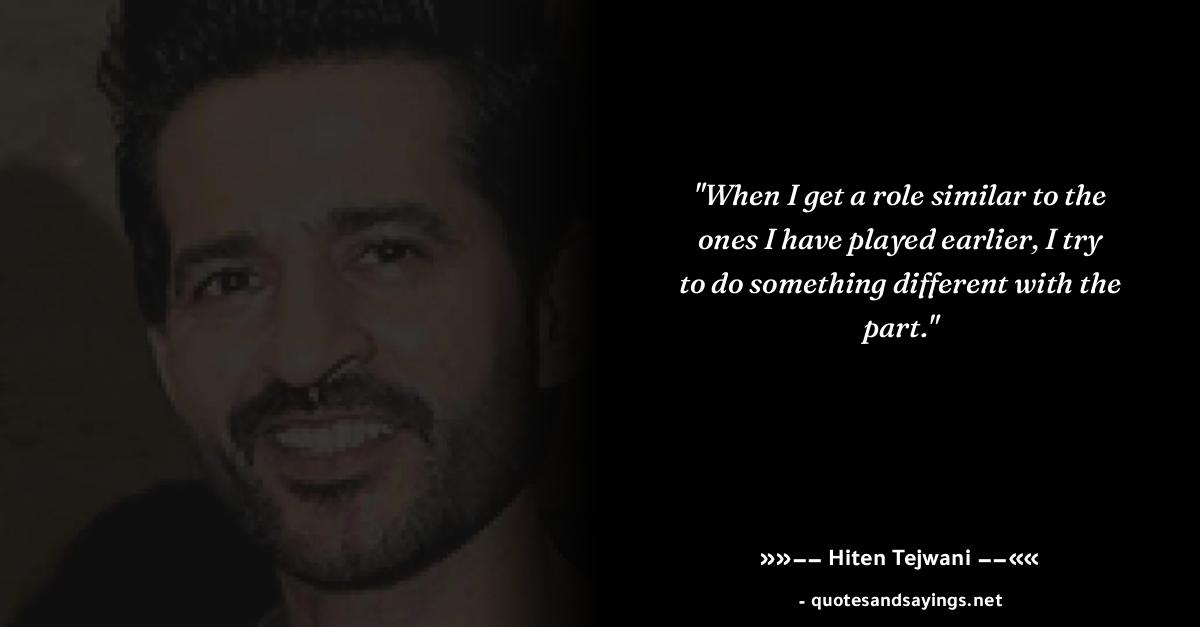 "When I get a role similar to the
ones I have played earlier, I try
to do something different with the
part."
»»–– Hiten Tejwani ––««
- quotesandsayings.net